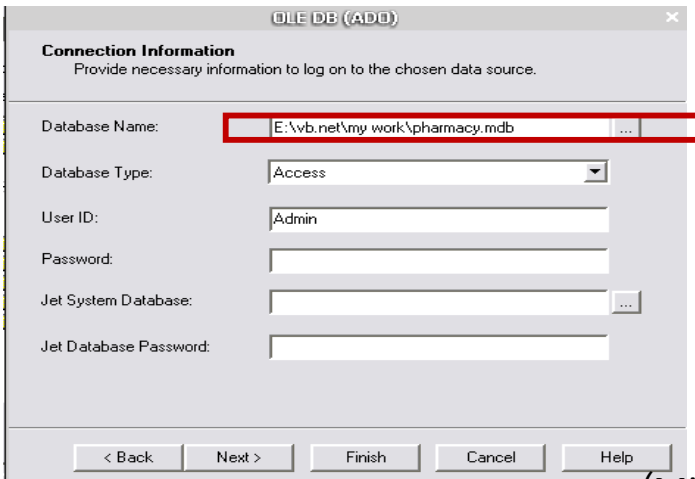 OLE DB (ADO)
Connection Information
Provide necessary information to log on to the chosen data source.
Database Name: E:\vb.net\my work\pharmacy.mdb ...
Database Type: Access
User ID: Admin
Password:
Jet System Database: ...
Jet Database Password:
< Back Next > Finish Cancel Help